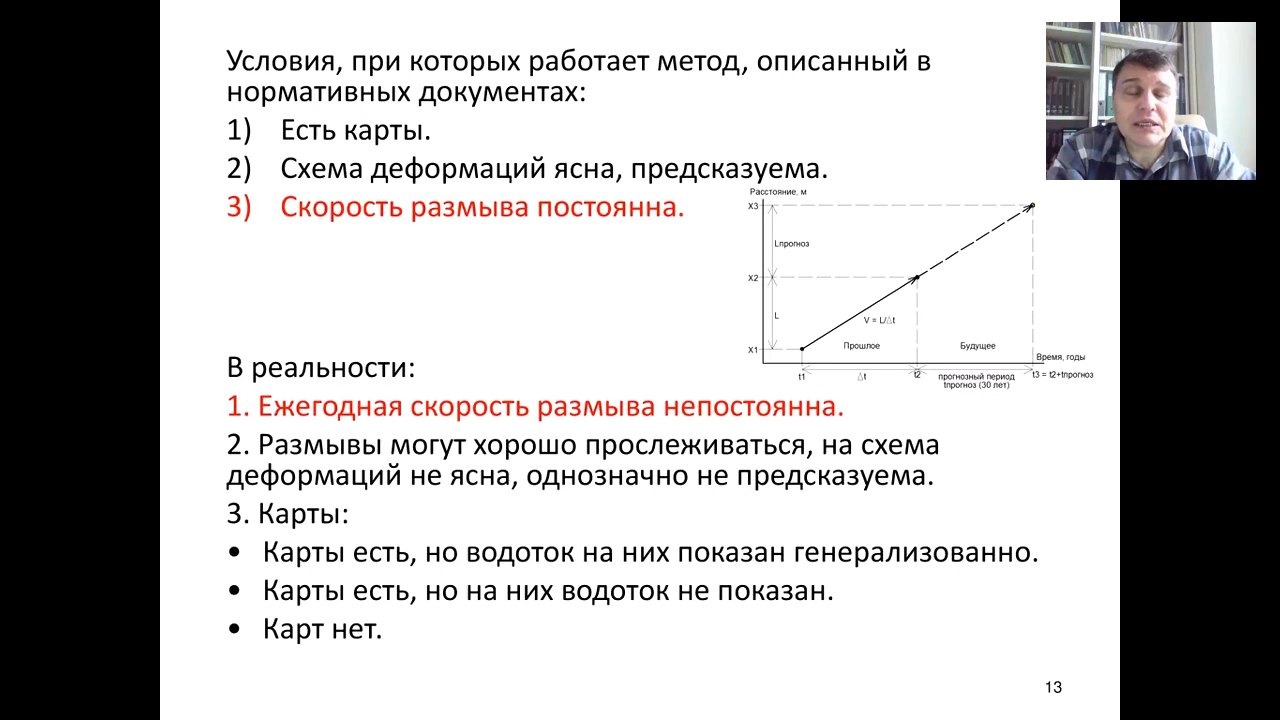 Условия, при которых работает метод, описанный в
нормативных документах:
1) Есть карты.
2) Схема деформаций ясна, предсказуема.
3) Скорость размыва постоянна.
Расстояние, м
X3
Lпрогноз
X2
L
V = L/Δt
X1
Прошлое
Будущее
Время, годы
t1
Δt
t2
прогнозный период
tпрогноз (30 лет)
t3 = t2+tпрогноз
В реальности:
1. Ежегодная скорость размыва непостоянна.
2. Размывы могут хорошо прослеживаться, на схема
деформаций не ясна, однозначно не предсказуема.
3. Карты:
• Карты есть, но водоток на них показан генерализованно.
• Карты есть, но на них водоток не показан.
• Карт нет.
13